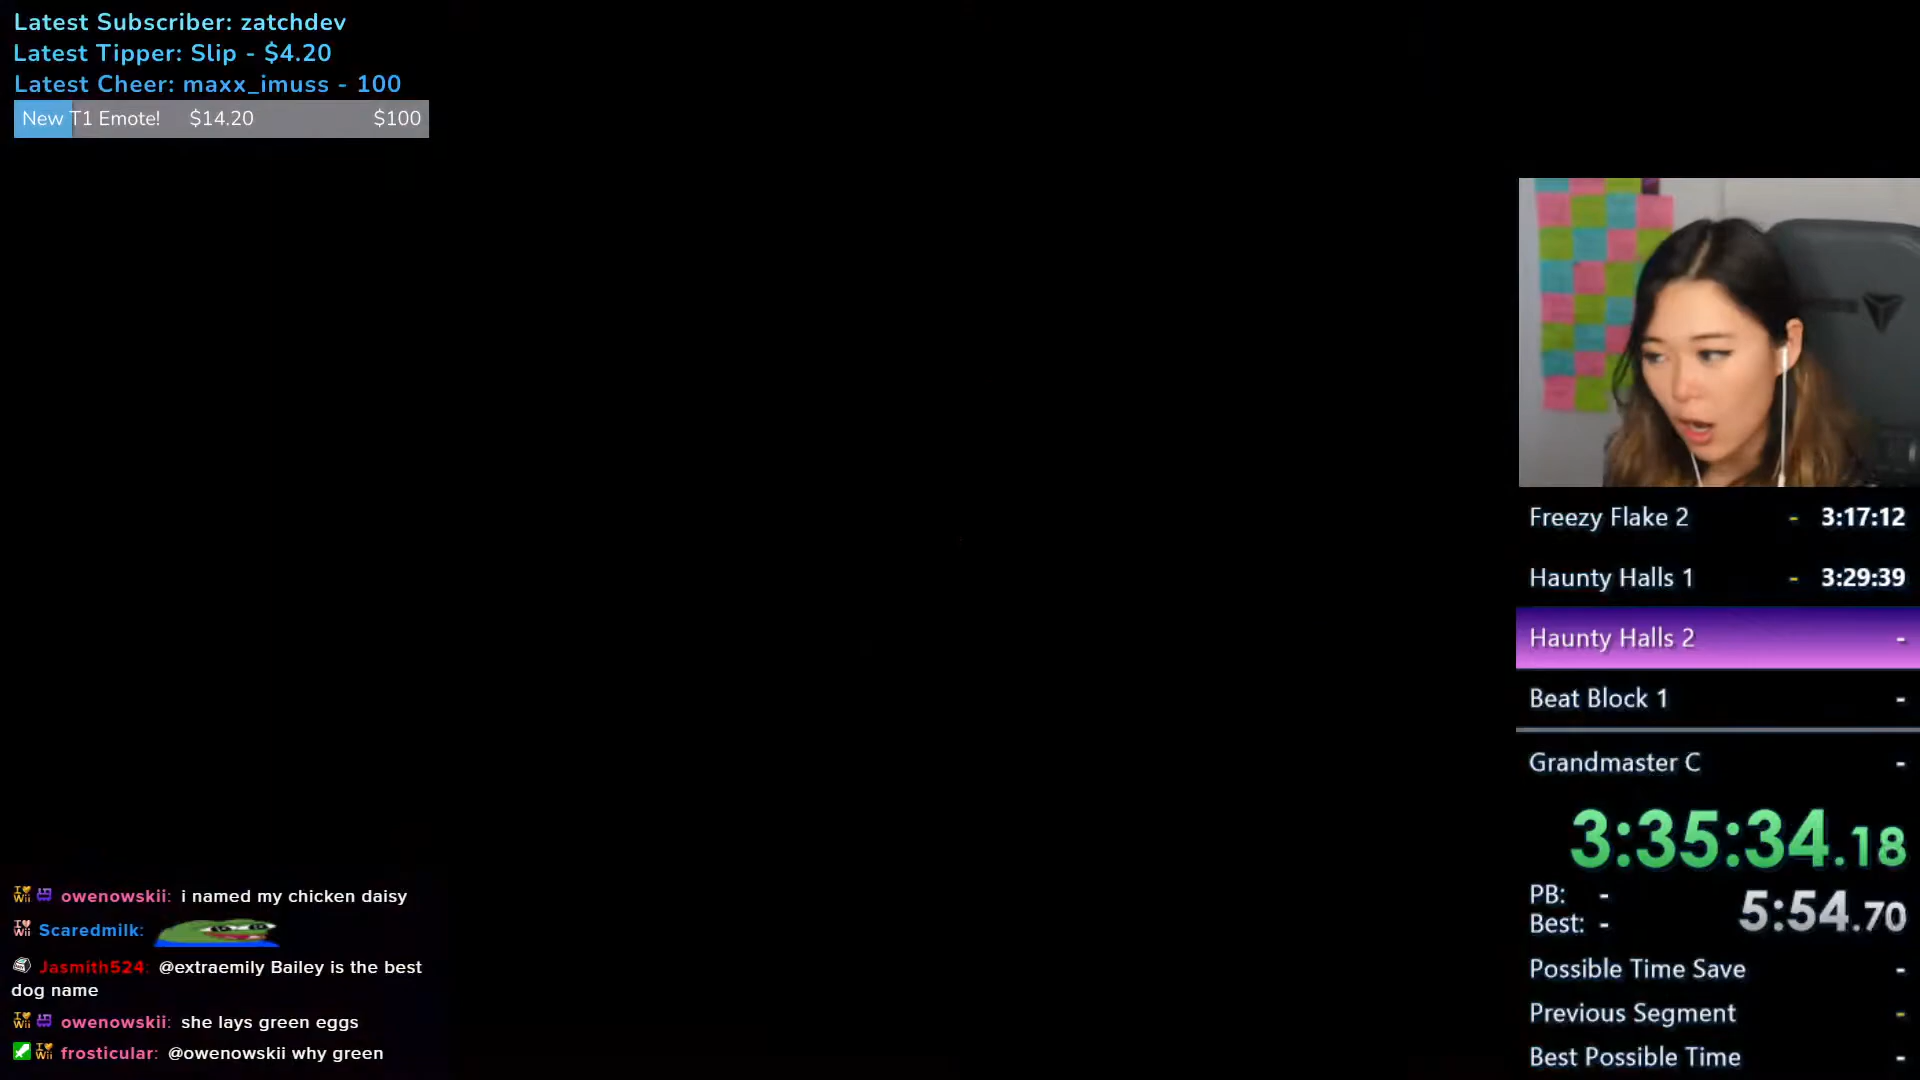 Latest Subscriber: zatchdev
Latest Tipper: Slip - $4.20
Latest Cheer: maxx_imuss - 100
New T1 Emote! $14.20 $100
Freezy Flake 2 - 3:17:12
Haunty Halls 1 - 3:29:39
Haunty Halls 2 -
Beat Block 1 -
Grandmaster C -
3:35:34.18
PB: -
Best: -
5:54.70
Possible Time Save -
Previous Segment -
Best Possible Time -
owenowskii: i named my chicken daisy
Scaredmilk:
Jasmith524: @extraemily Bailey is the best
dog name
owenowskii: she lays green eggs
frosticular: @owenowskii why green